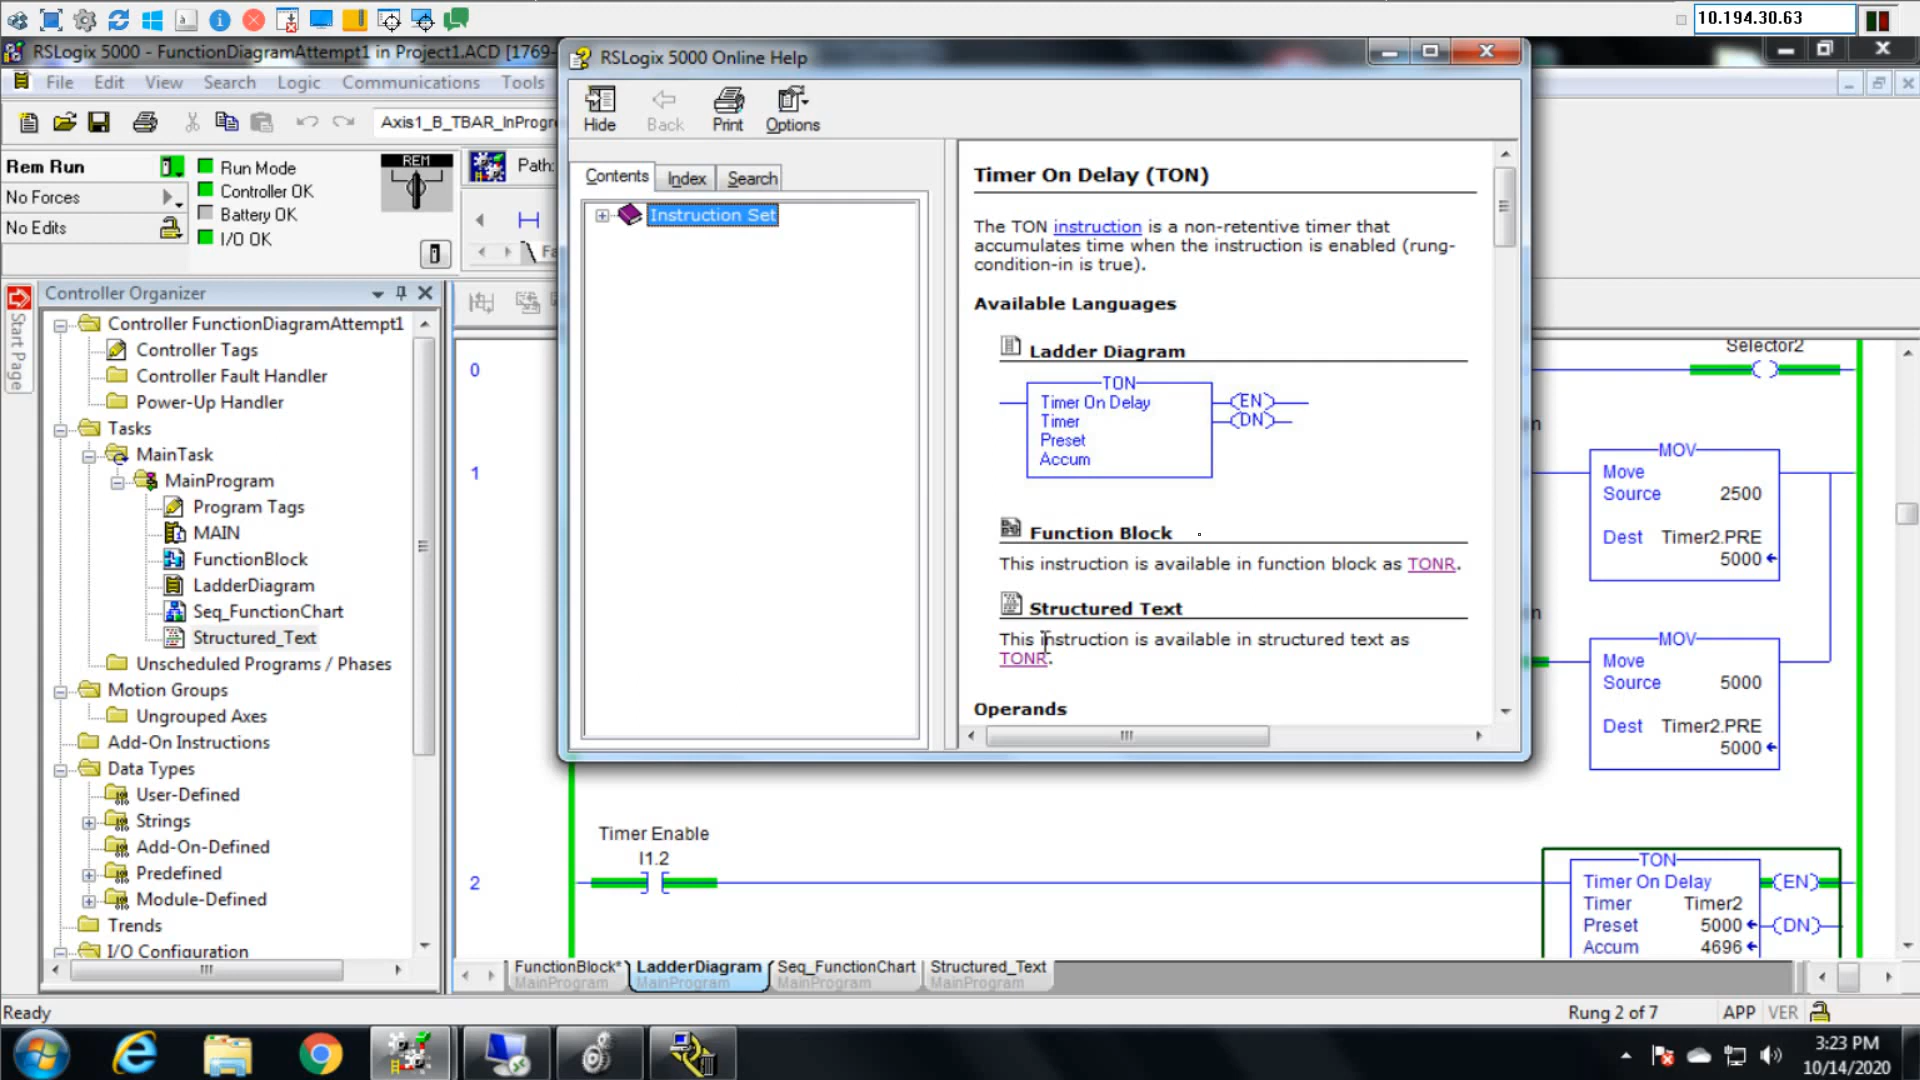 10.194.30.63
RSLogix 5000 - FunctionDiagramAttempt1 in Project1.ACD [1769-
File Edit View Search Logic Communications Tools
Axis1_B_TBAR_InProgre
Rem Run
No Forces
No Edits
Run Mode
Controller OK
Battery OK
I/O OK
REM
Path:
Fa
Start Page
Controller Organizer
Controller FunctionDiagramAttempt1
Controller Tags
Controller Fault Handler
Power-Up Handler
Tasks
MainTask
MainProgram
Program Tags
MAIN
FunctionBlock
LadderDiagram
Seq_FunctionChart
Structured_Text
Unscheduled Programs / Phases
Motion Groups
Ungrouped Axes
Add-On Instructions
Data Types
User-Defined
Strings
Add-On-Defined
Predefined
Module-Defined
Trends
I/O Configuration
RSLogix 5000 Online Help
Hide Back Print Options
Contents Index Search
Instruction Set
Timer On Delay (TON)
The TON instruction is a non-retentive timer that
accumulates time when the instruction is enabled (rung-
condition-in is true).
Available Languages
Ladder Diagram
TON
Timer On Delay
Timer
Preset
Accum
EN
DN
Function Block
This instruction is available in function block as TONR.
Structured Text
This instruction is available in structured text as
TONR.
Operands
0
1
2
Selector2
n
MOV
Move
Source 2500
Dest Timer2.PRE
5000
n
MOV
Move
Source 5000
Dest Timer2.PRE
5000
Timer Enable
I1.2
TON
Timer On Delay
Timer Timer2
Preset 5000
Accum 4696
EN
DN
FunctionBlock* LadderDiagram Seq_FunctionChart Structured_Text
MainProgram MainProgram MainProgram MainProgram
Ready
Rung 2 of 7
APP VER
3:23 PM
10/14/2020